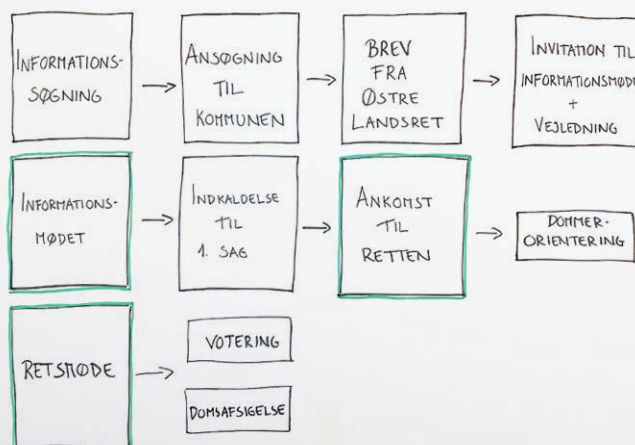 INFORMATIONS-
SØGNING
ANSØGNING
TIL
KOMMUNEN
BREV
FRA
ØSTRE
LANDSRET
INVITATION TIL
INFORMATIONSMØDE
+
VEJLEDNING
INFORMATIONS-
MØDET
INDKALDELSE
TIL
1. SAG
ANKOMST
TIL
RETTEN
DOMMER-
ORIENTERING
RETSMØDE
VOTERING
DOMSAFSIGELSE